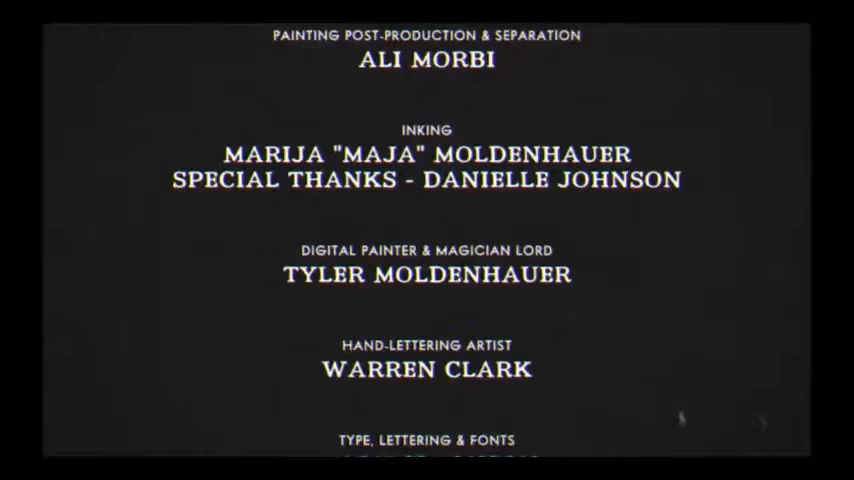 PAINTING POST-PRODUCTION & SEPARATION
ALI MORBI
INKING
MARIJA "MAJA" MOLDENHAUER
SPECIAL THANKS - DANIELLE JOHNSON
DIGITAL PAINTER & MAGICIAN LORD
TYLER MOLDENHAUER
HAND-LETTERING ARTIST
WARREN CLARK
TYPE, LETTERING & FONTS